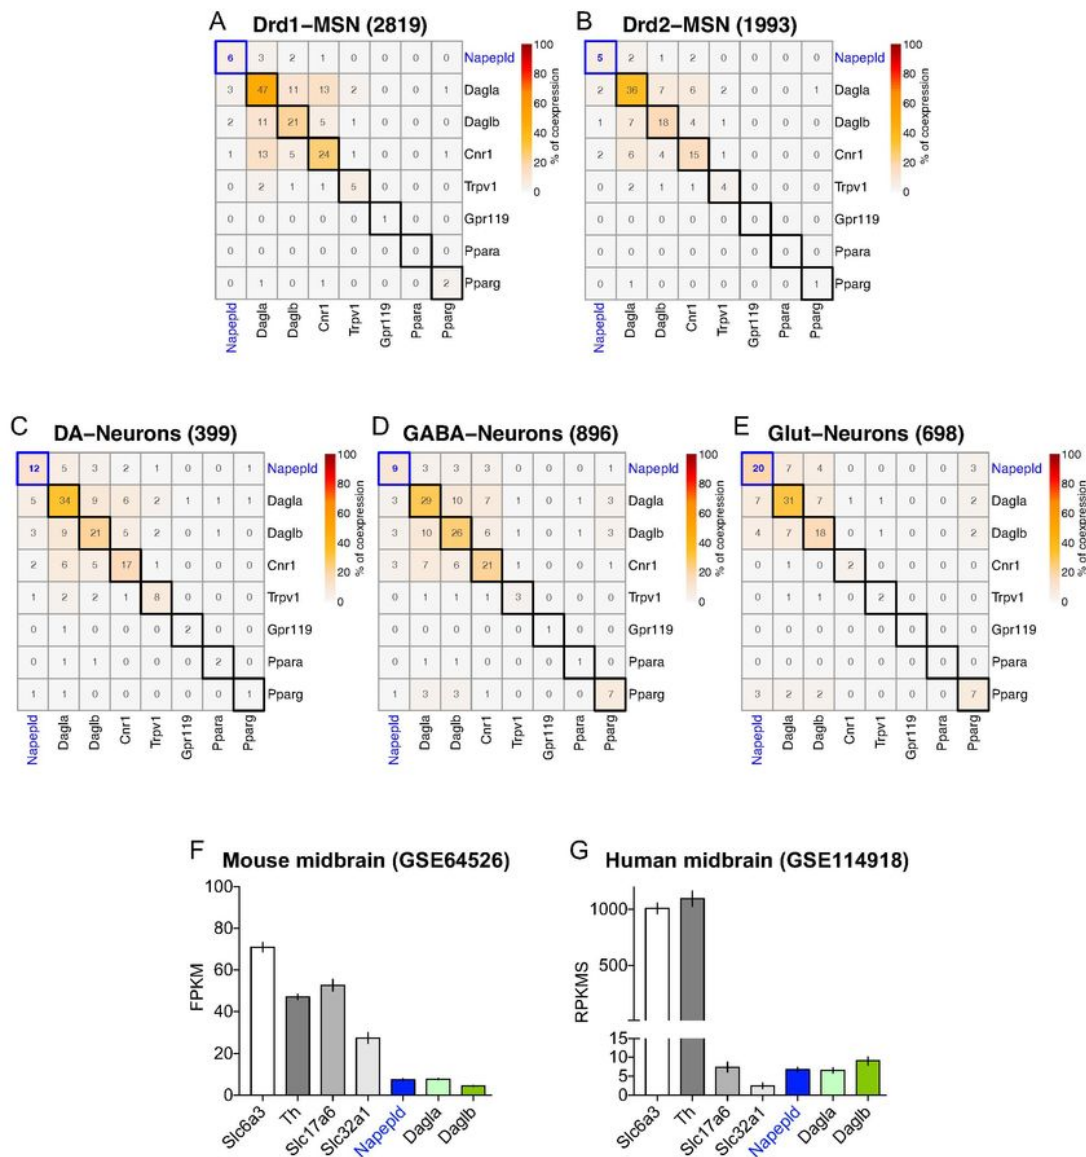 A Drd1−MSN (2819)
6 3 2 1 0 0 0 0 Napepld
3 47 11 13 2 0 0 1 Dagla
2 11 21 5 1 0 0 0 Daglb
1 13 5 24 1 0 0 1 Cnr1
0 2 1 1 5 0 0 0 Trpv1
0 0 0 0 0 1 0 0 Gpr119
0 0 0 0 0 0 0 0 Ppara
0 1 0 1 0 0 0 2 Pparg
Napepld Dagla Daglb Cnr1 Trpv1 Gpr119 Ppara Pparg
100
80
60
40
20
0
% of coexpression
B Drd2−MSN (1993)
5 2 1 2 0 0 0 0 Napepld
2 36 7 6 2 0 0 1 Dagla
1 7 18 4 1 0 0 0 Daglb
2 6 4 15 1 0 0 0 Cnr1
0 2 1 1 4 0 0 0 Trpv1
0 0 0 0 0 0 0 0 Gpr119
0 0 0 0 0 0 0 0 Ppara
0 1 0 0 0 0 0 1 Pparg
Napepld Dagla Daglb Cnr1 Trpv1 Gpr119 Ppara Pparg
100
80
60
40
20
0
% of coexpression
C DA−Neurons (399)
12 5 3 2 1 0 0 1 Napepld
5 34 9 6 2 1 1 1 Dagla
3 9 21 5 2 0 1 0 Daglb
2 6 5 17 1 0 0 0 Cnr1
1 2 2 1 8 0 0 0 Trpv1
0 1 0 0 0 2 0 0 Gpr119
0 1 1 0 0 0 2 0 Ppara
1 1 0 0 0 0 0 1 Pparg
Napepld Dagla Daglb Cnr1 Trpv1 Gpr119 Ppara Pparg
100
80
60
40
20
0
% of coexpression
D GABA−Neurons (896)
9 3 3 3 0 0 0 1 Napepld
3 29 10 7 1 0 1 3 Dagla
3 10 26 6 1 0 1 3 Daglb
3 7 6 21 1 0 0 0 Cnr1
0 1 1 1 3 0 0 0 Trpv1
0 0 0 0 0 1 0 0 Gpr119
0 1 1 0 0 0 1 0 Ppara
1 3 3 0 0 0 0 7 Pparg
Napepld Dagla Daglb Cnr1 Trpv1 Gpr119 Ppara Pparg
100
80
60
40
20
0
% of coexpression
E Glut−Neurons (698)
20 7 4 0 0 0 0 3 Napepld
7 31 7 1 1 0 0 2 Dagla
4 7 18 0 1 0 0 2 Daglb
0 1 0 2 0 0 0 0 Cnr1
0 1 1 0 2 0 0 0 Trpv1
0 0 0 0 0 0 0 0 Gpr119
0 0 0 0 0 0 0 0 Ppara
3 2 2 0 0 0 0 7 Pparg
Napepld Dagla Daglb Cnr1 Trpv1 Gpr119 Ppara Pparg
100
80
60
40
20
0
% of coexpression
F Mouse midbrain (GSE64526)
FPKM
100
80
60
40
20
0
Slc6a3 Th Slc17a6 Slc32a1 Napepld Dagla Daglb
G Human midbrain (GSE114918)
RPKMS
1000
500
15
10
5
0
Slc6a3 Th Slc17a6 Slc32a1 Napepld Dagla Daglb